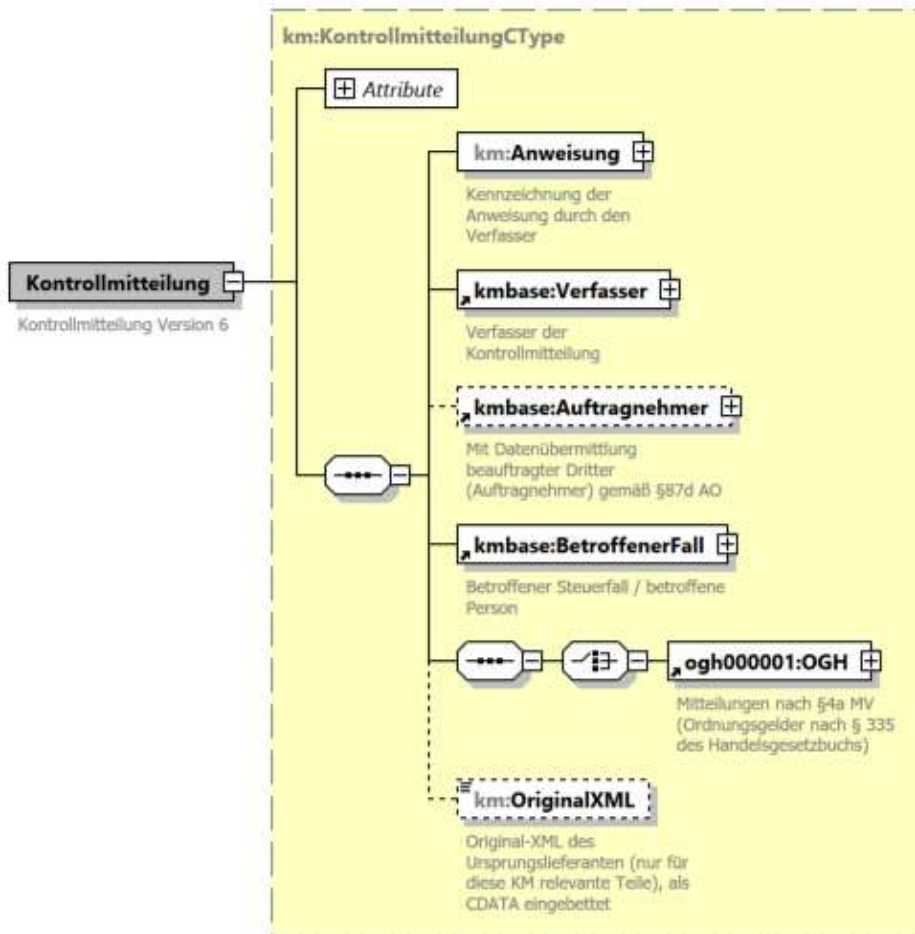 km:KontrollmitteilungCType
Attribute
km:Anweisung
Kennzeichnung der
Anweisung durch den
Verfasser
Kontrollmitteilung
Kontrollmitteilung Version 6
kmbase:Verfasser
Verfasser der
Kontrollmitteilung
kmbase:Auftragnehmer
Mit Datenübermittlung
beauftragter Dritter
(Auftragnehmer) gemäß §87d AO
kmbase:BetroffenerFall
Betroffener Steuerfall / betroffene
Person
ogh000001:OGH
Mitteilungen nach §4a MV
(Ordnungsgelder nach § 335
des Handelsgesetzbuchs)
km:OriginalXML
Original-XML des
Ursprungslieferanten (nur für
diese KM relevante Teile), als
CDATA eingebettet